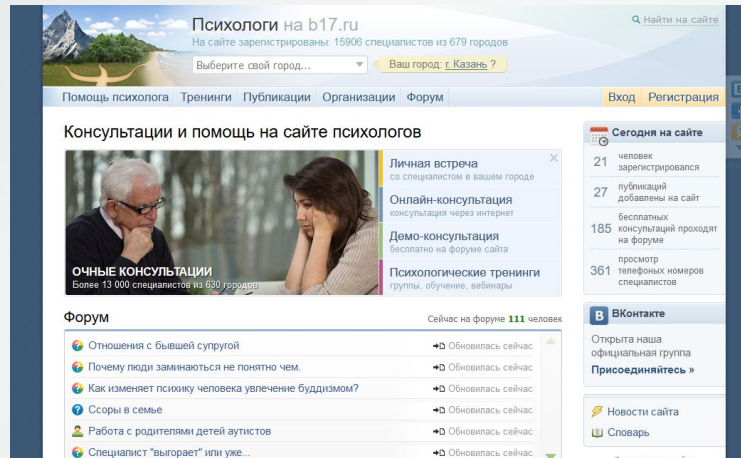 Психологи на b17.ru
На сайте зарегистрированы: 15906 специалистов из 679 городов
Найти на сайте
Выберите свой город...
Ваш город: г. Казань ?
Помощь психолога Тренинги Публикации Организации Форум
Вход Регистрация
Консультации и помощь на сайте психологов
Личная встреча
со специалистом в вашем городе
Онлайн-консультация
консультация через интернет
Демо-консультация
бесплатно на форуме сайта
Психологические тренинги
группы, обучение, вебинары
ОЧНЫЕ КОНСУЛЬТАЦИИ
Более 13 000 специалистов из 630 городов
Форум
Сейчас на форуме 111 человек
Отношения с бывшей супругой
Обновилась сейчас
Почему люди заминаются не понятно чем.
Обновилась сейчас
Как изменяет психику человека увлечение буддизмом?
Обновилась сейчас
Ссоры в семье
Обновилась сейчас
Работа с родителями детей аутистов
Обновилась сейчас
Специалист "выгорает" или уже...
Обновилась сейчас
Сегодня на сайте
21 человек
зарегистрировался
27 публикаций
добавлены на сайт
185 бесплатных
консультаций проходят
на форуме
361 просмотр
телефоных номеров
специалистов
В ВКонтакте
Открыта наша
официальная группа
Присоединяйтесь »
Новости сайта
Словарь